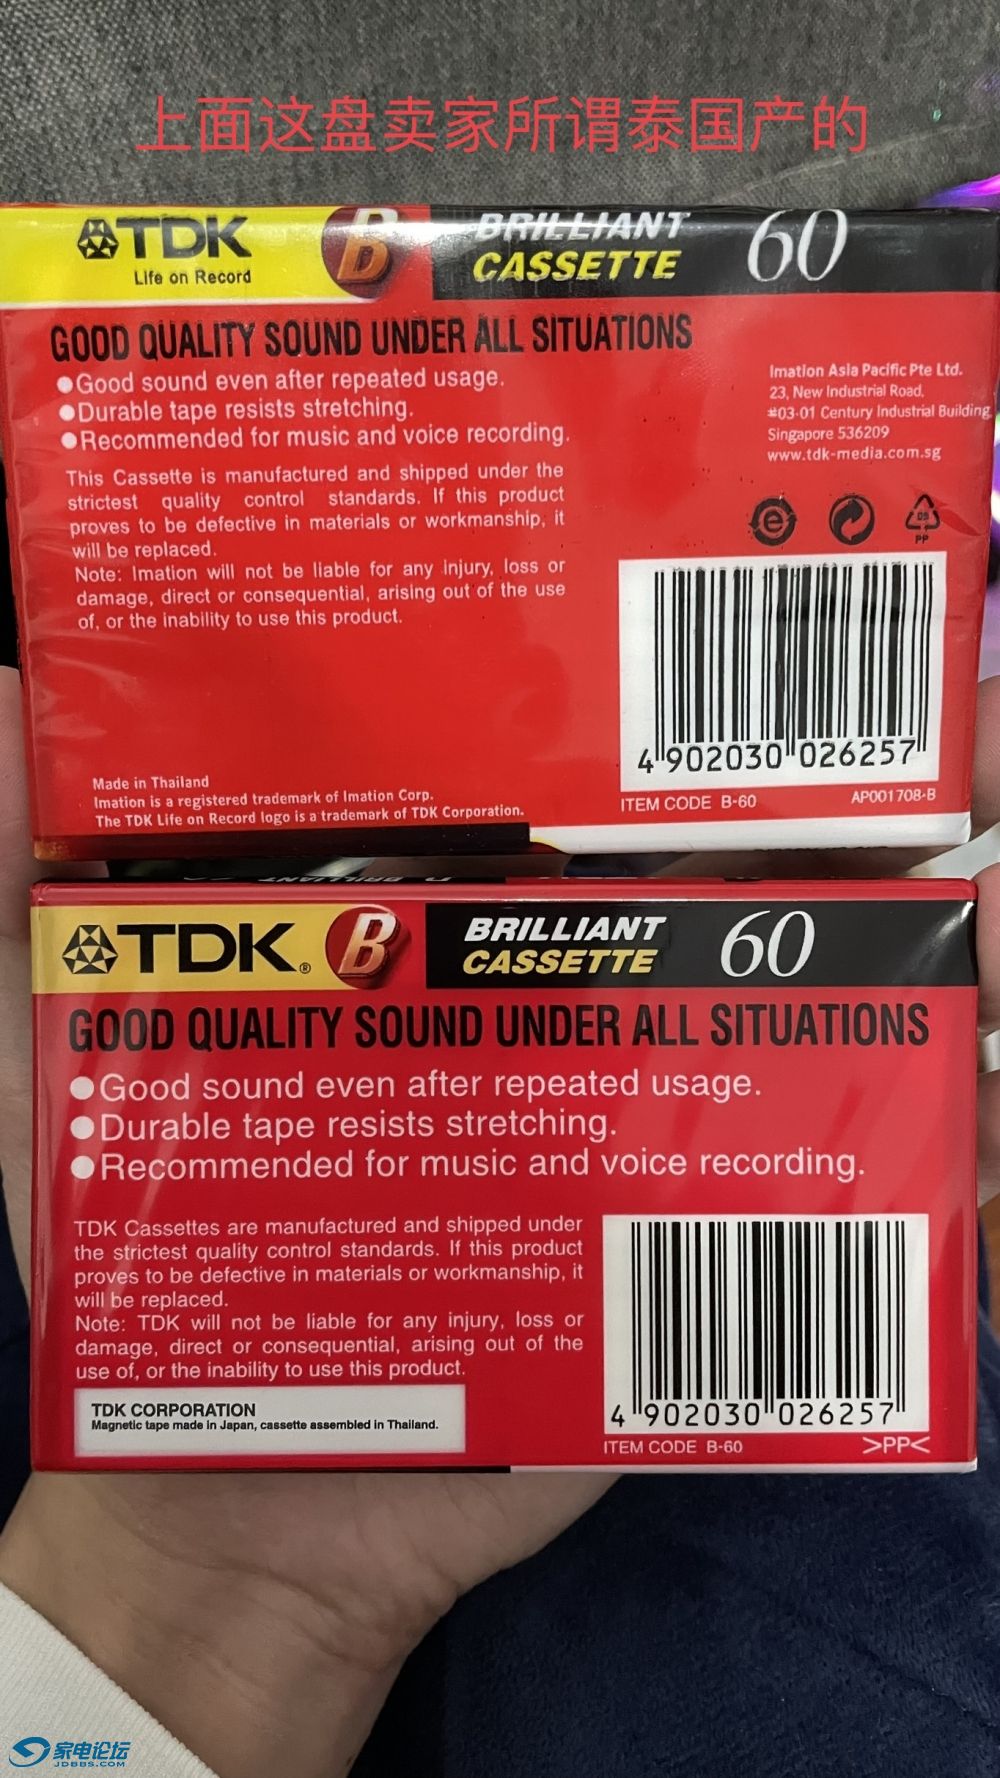 上面这盘卖家所谓泰国产的
TDK
Life on Record
B
BRILLIANT
CASSETTE
60
GOOD QUALITY SOUND UNDER ALL SITUATIONS
●Good sound even after repeated usage.
●Durable tape resists stretching.
●Recommended for music and voice recording.
This Cassette is manufactured and shipped under the
strictest quality control standards. If this product
proves to be defective in materials or workmanship, it
will be replaced.
Note: Imation will not be liable for any injury, loss or
damage, direct or consequential, arising out of the use
of, or the inability to use this product.
Imation Asia Pacific Pte Ltd.
23, New Industrial Road,
#03-01 Century Industrial Building,
Singapore 536209
www.tdk-media.com.sg
e
05
PP
4 902030 026257
ITEM CODE B-60
AP001708-B
Made in Thailand
Imation is a registered trademark of Imation Corp.
The TDK Life on Record logo is a trademark of TDK Corporation.
BRILLIANT
TDK®
B
BRILLIANT
CASSETTE
60
GOOD QUALITY SOUND UNDER ALL SITUATIONS
●Good sound even after repeated usage.
●Durable tape resists stretching.
●Recommended for music and voice recording.
TDK Cassettes are manufactured and shipped under
the strictest quality control standards. If this product
proves to be defective in materials or workmanship, it
will be replaced.
Note: TDK will not be liable for any injury, loss or
damage, direct or consequential, arising out of the
use of, or the inability to use this product.
TDK CORPORATION
Magnetic tape made in Japan, cassette assembled in Thailand.
4 902030 026257
ITEM CODE B-60
>PP<
家电论坛
JDBBS.COM